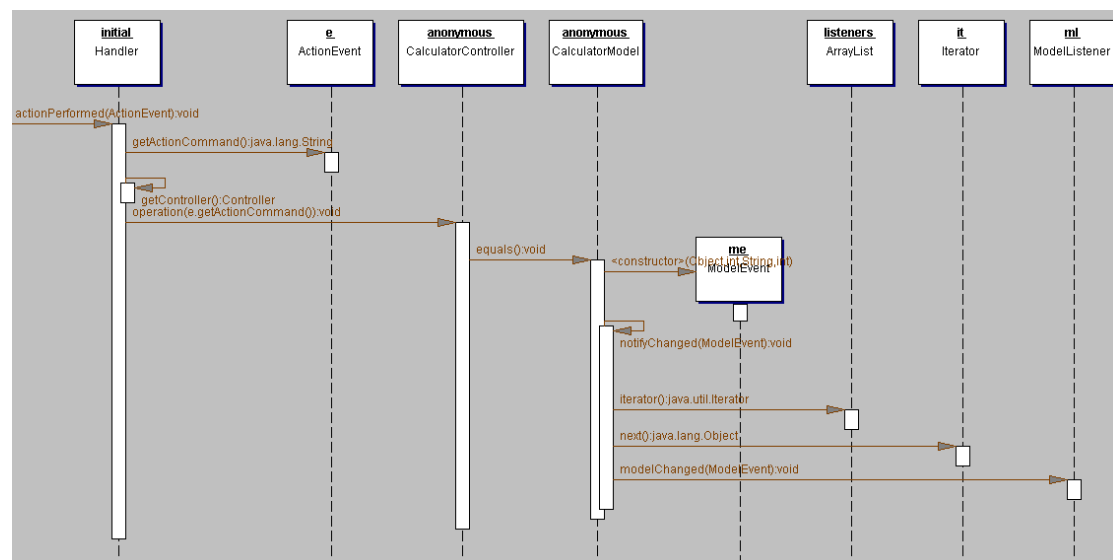 initial
Handler
e
ActionEvent
anonymous
CalculatorController
anonymous
CalculatorModel
listeners
ArrayList
it
Iterator
ml
ModelListener
actionPerformed(ActionEvent):void
getActionCommand():java.lang.String
getController():Controller
operation(e.getActionCommand()):void
equals():void
me
<constructor>(Object,int,String,int)
ModelEvent
notifyChanged(ModelEvent):void
iterator():java.util.Iterator
next():java.lang.Object
modelChanged(ModelEvent):void